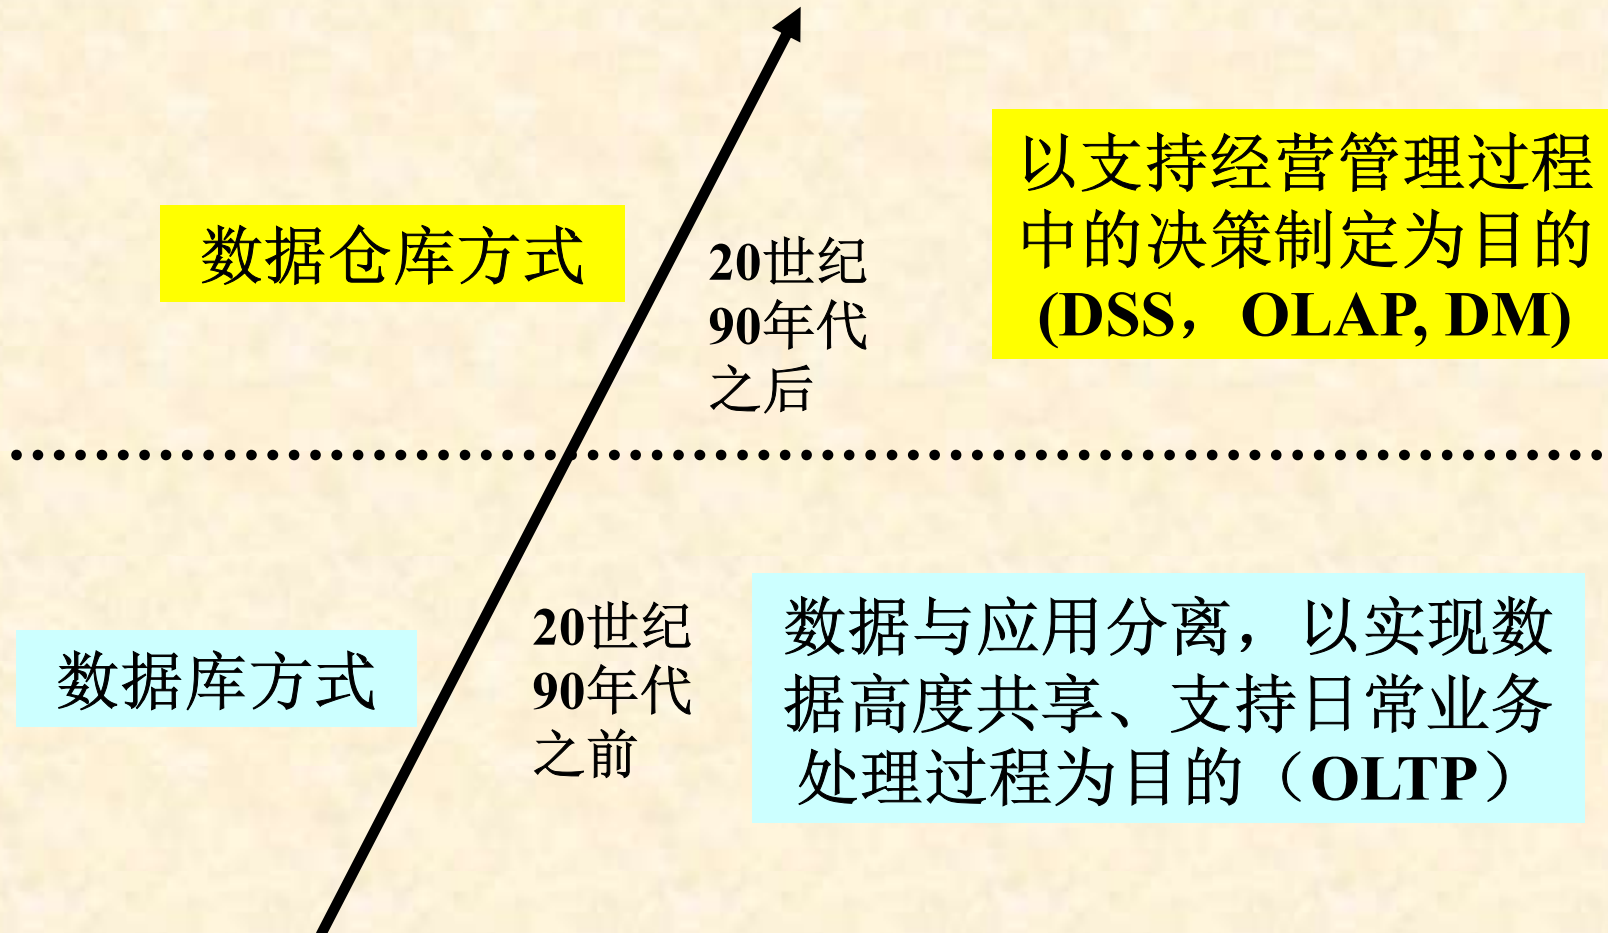 数据仓库方式
20世纪
90年代
之后
以支持经营管理过程
中的决策制定为目的
(DSS，OLAP, DM)
数据库方式
20世纪
90年代
之前
数据与应用分离，以实现数
据高度共享、支持日常业务
处理过程为目的（OLTP）